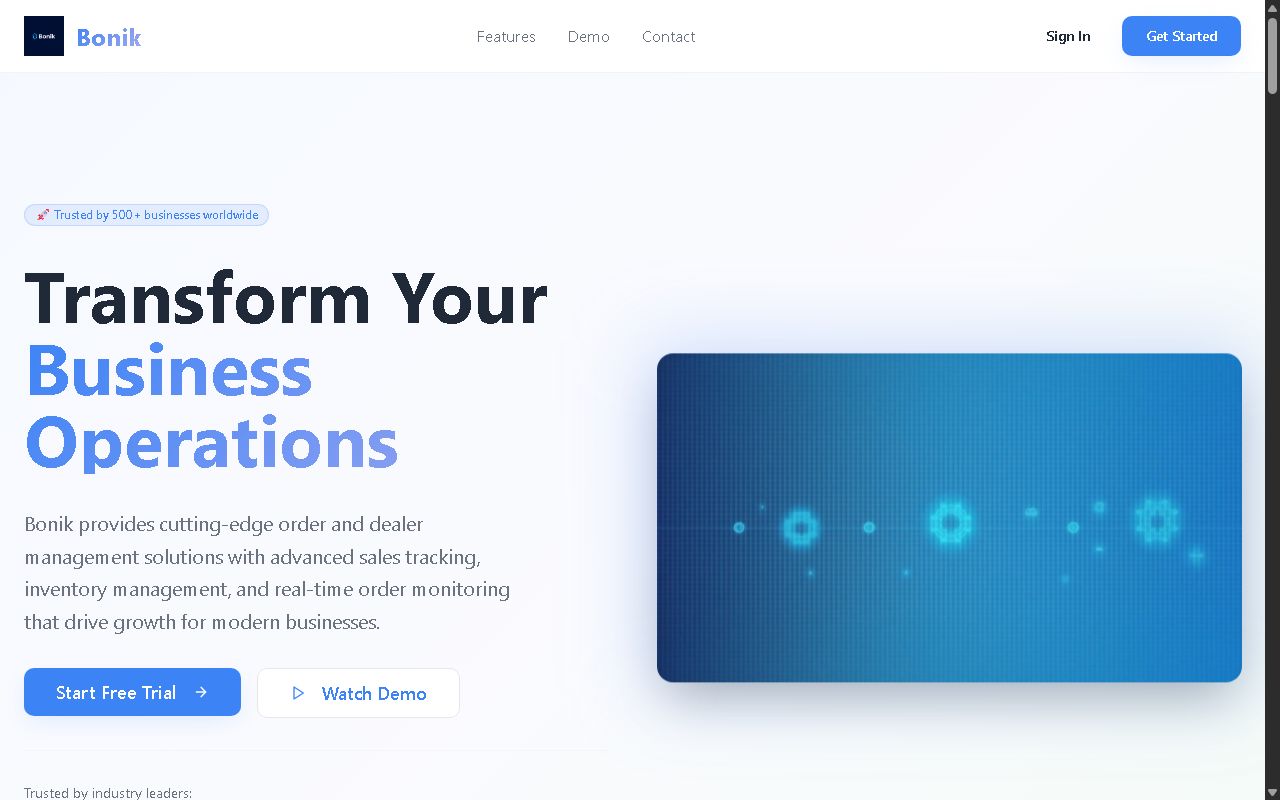 Bonik
Bonik
Features
Demo
Contact
Sign In
Get Started
🚀 Trusted by 500+ businesses worldwide
Transform Your
Business
Operations
Bonik provides cutting-edge order and dealer
management solutions with advanced sales tracking,
inventory management, and real-time order monitoring
that drive growth for modern businesses.
Start Free Trial →
Watch Demo
Trusted by industry leaders: